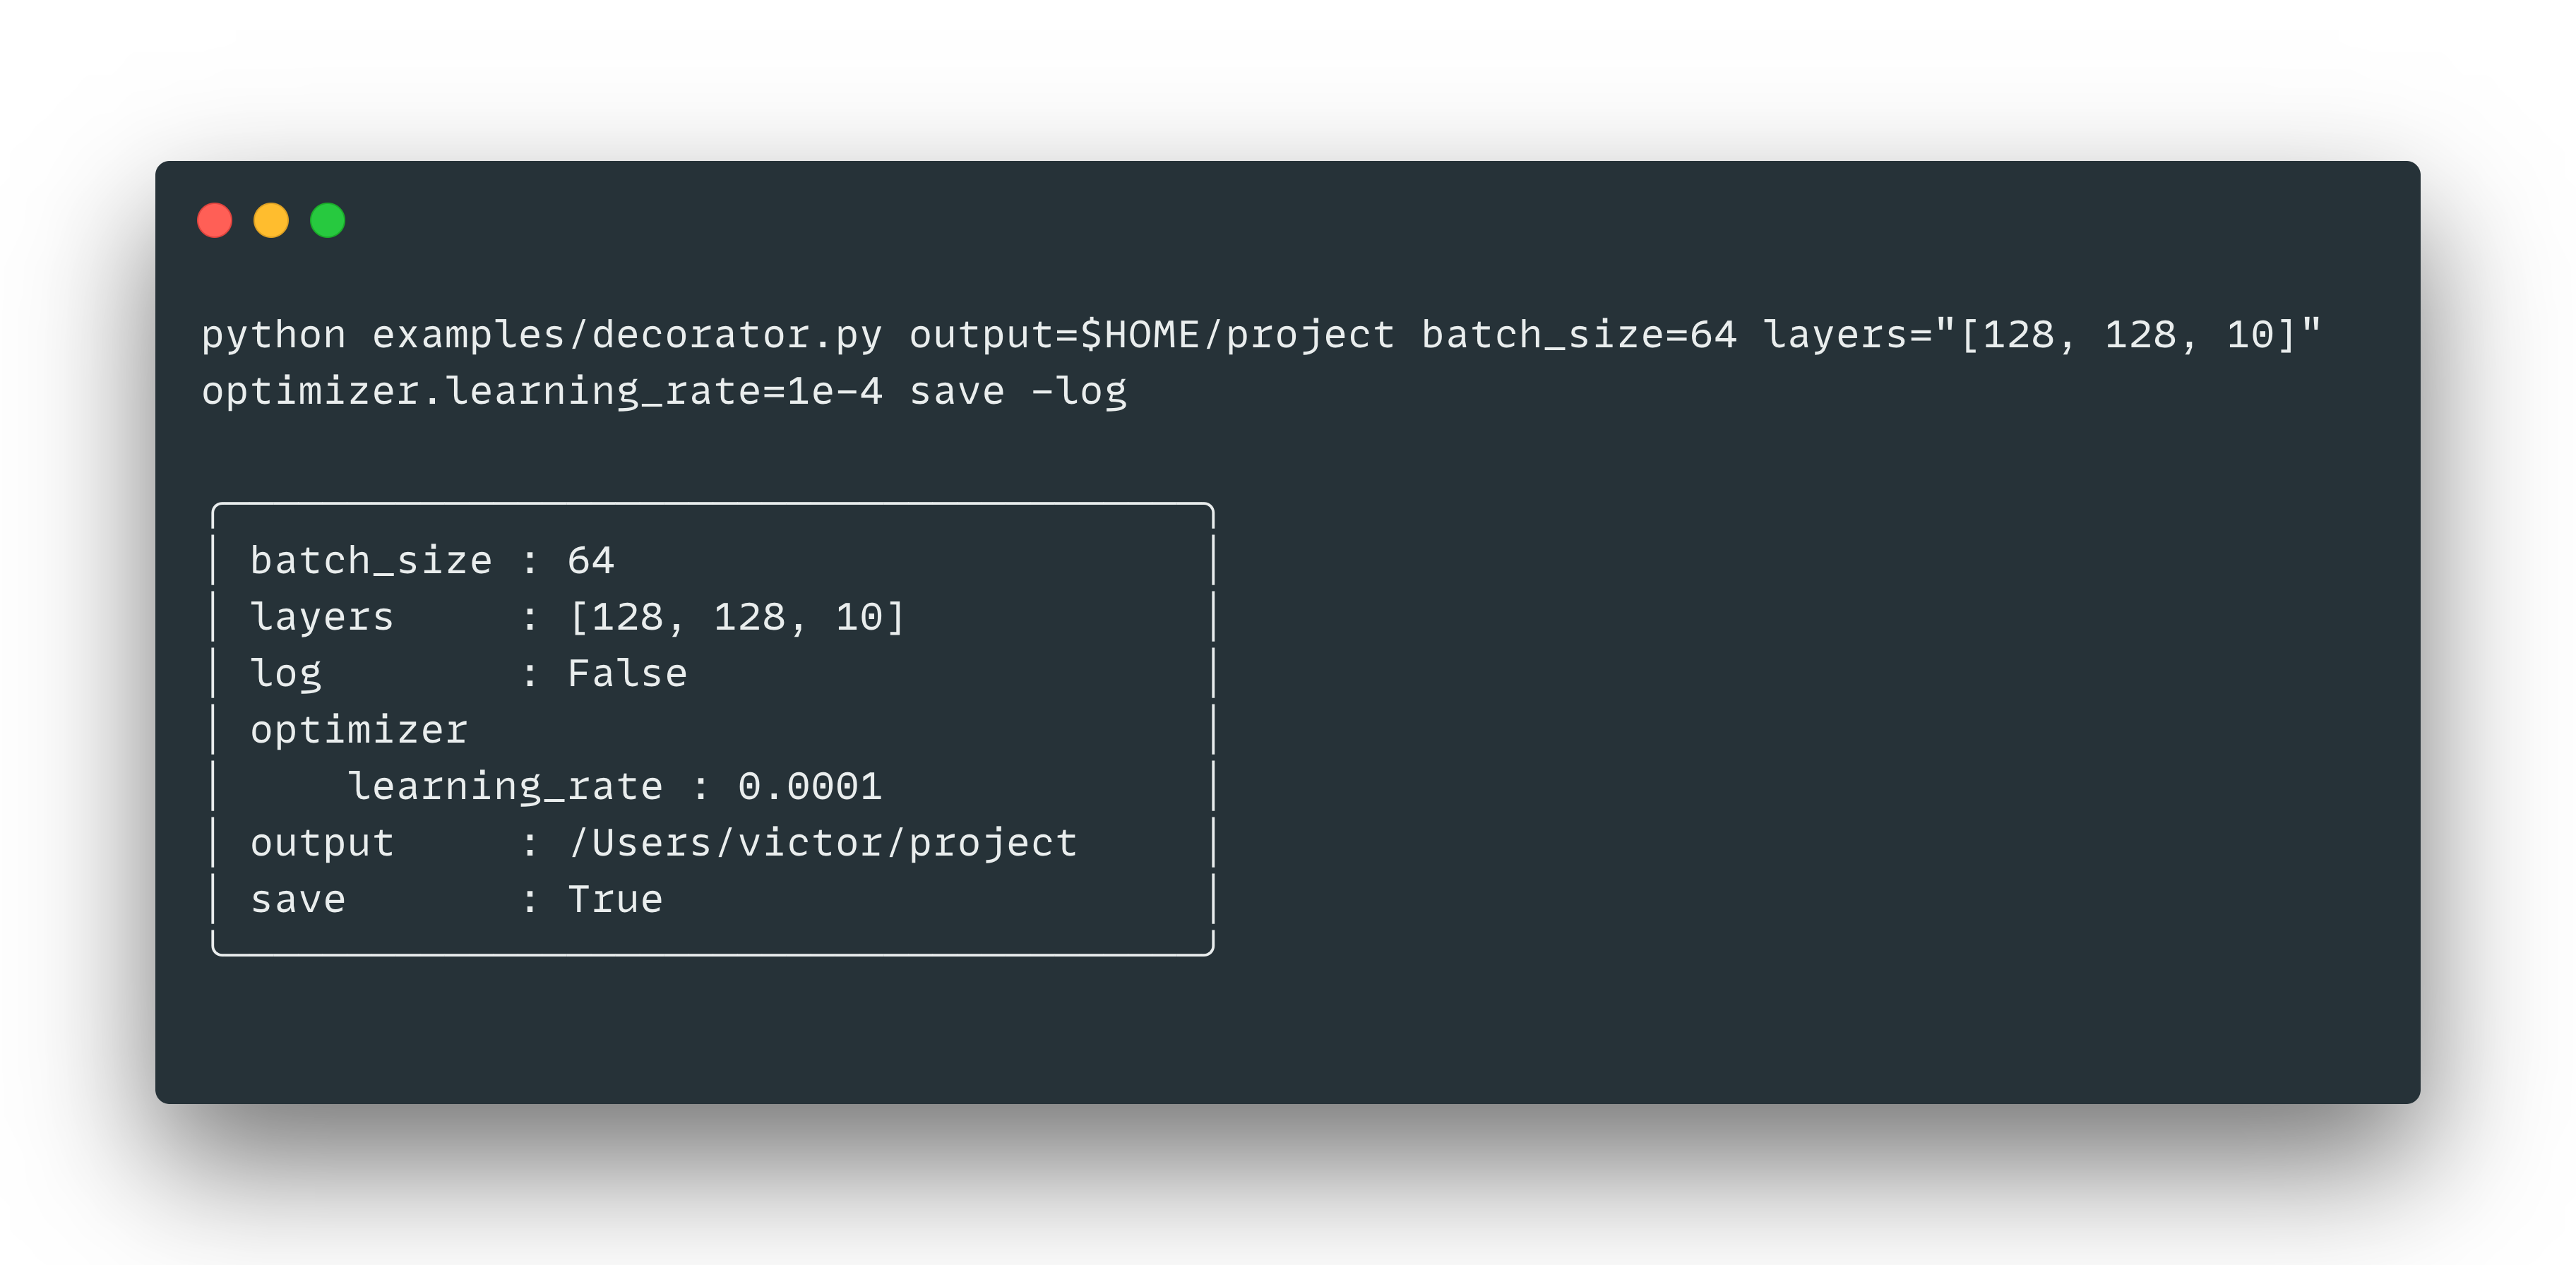 python examples/decorator.py output=$HOME/project batch_size=64 layers="[128, 128, 10]"
optimizer.learning_rate=1e-4 save -log
batch_size : 64
layers     : [128, 128, 10]
log        : False
optimizer
    learning_rate : 0.0001
output     : /Users/victor/project
save       : True